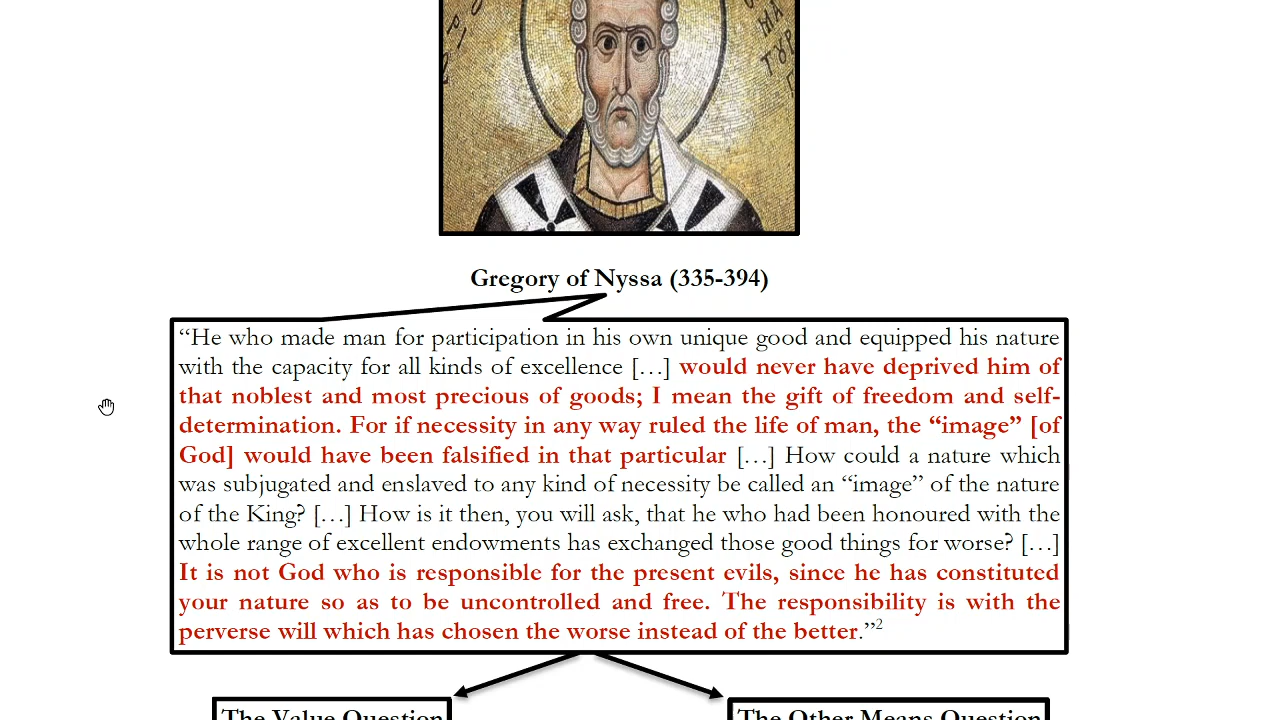 Gregory of Nyssa (335-394)
“He who made man for participation in his own unique good and equipped his nature
with the capacity for all kinds of excellence […] would never have deprived him of
that noblest and most precious of goods; I mean the gift of freedom and self-
determination. For if necessity in any way ruled the life of man, the “image” [of
God] would have been falsified in that particular […] How could a nature which
was subjugated and enslaved to any kind of necessity be called an “image” of the nature
of the King? […] How is it then, you will ask, that he who had been honoured with the
whole range of excellent endowments has exchanged those good things for worse? […]
It is not God who is responsible for the present evils, since he has constituted
your nature so as to be uncontrolled and free. The responsibility is with the
perverse will which has chosen the worse instead of the better.”2
The Value Question
The Other Means Question